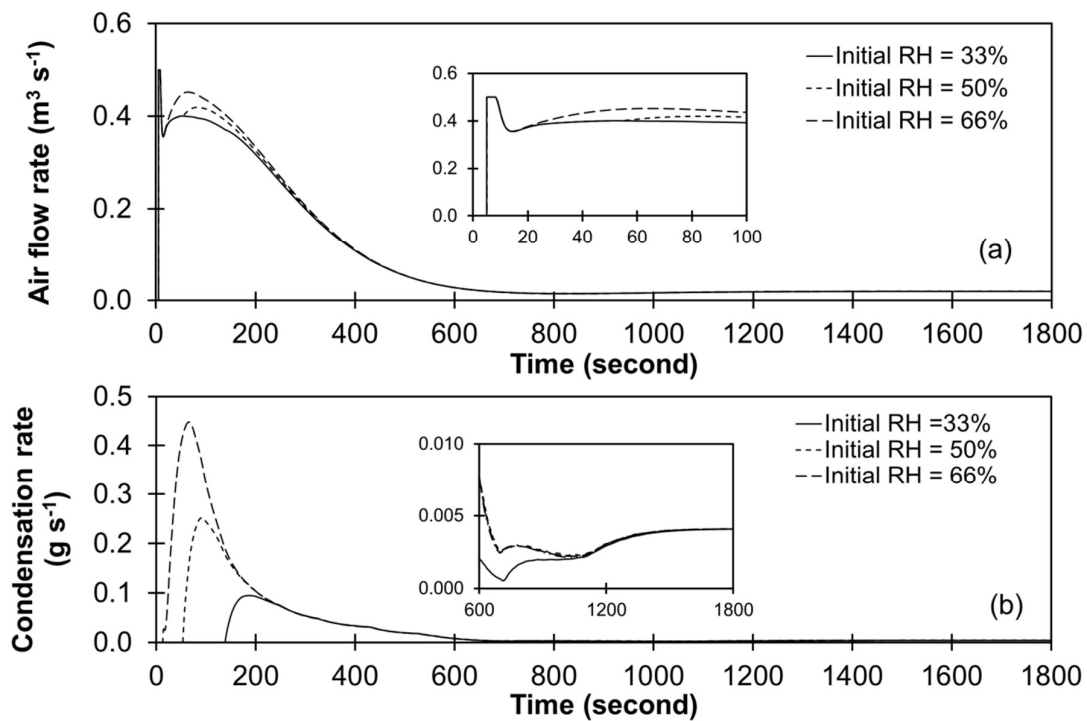 Air flow rate (m³ s⁻¹)
0.6
0.4
0.2
0.0
Initial RH = 33%
Initial RH = 50%
Initial RH = 66%
0.6
0.4
0.2
0.0
0 20 40 60 80 100
(a)
0 200 400 600 800 1000 1200 1400 1600 1800
Time (second)
Condensation rate
(g s⁻¹)
0.5
0.4
0.3
0.2
0.1
0.0
Initial RH =33%
Initial RH = 50%
Initial RH = 66%
0.010
0.005
0.000
600 1200 1800
(b)
0 200 400 600 800 1000 1200 1400 1600 1800
Time (second)